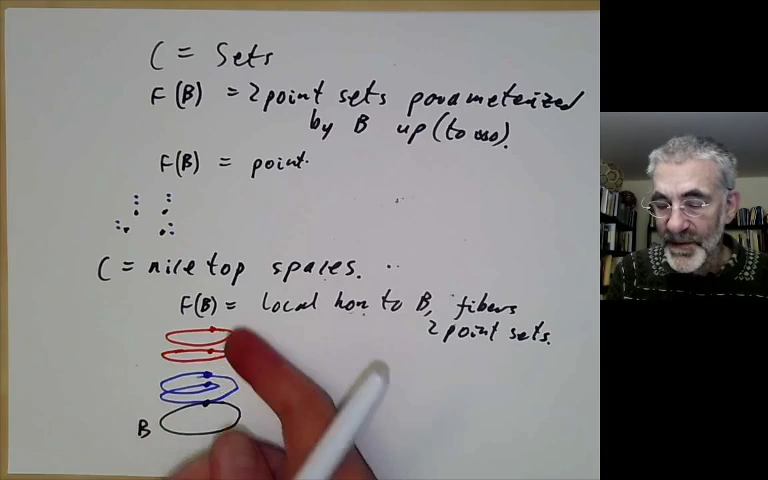 C = Sets
F(B) = 2 point sets parameterized
by B up (to iso).
F(B) = point.
C = nice top spaces.
F(B) = local hom to B, fibers
2 point sets.
B